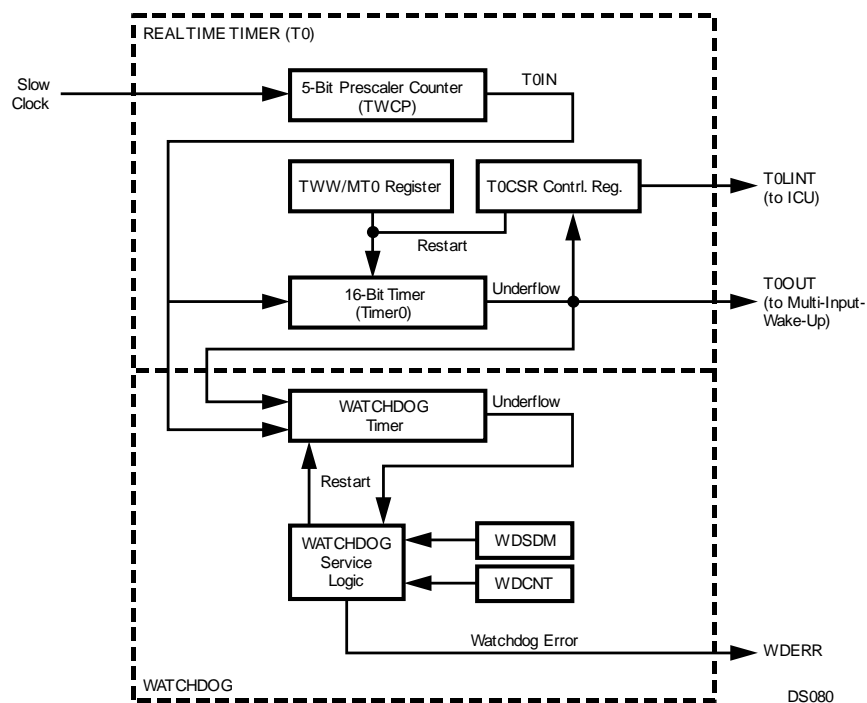 REAL TIME TIMER (T0)
Slow
Clock
5-Bit Prescaler Counter
(TWCP)
T0IN
TWW/MT0 Register
T0CSR Contrl. Reg.
T0LINT
(to ICU)
Restart
16-Bit Timer
(Timer0)
Underflow
T0OUT
(to Multi-Input-
Wake-Up)
WATCHDOG
Timer
Underflow
Restart
WATCHDOG
Service
Logic
WDSDM
WDCNT
Watchdog Error
WDERR
WATCHDOG
DS080